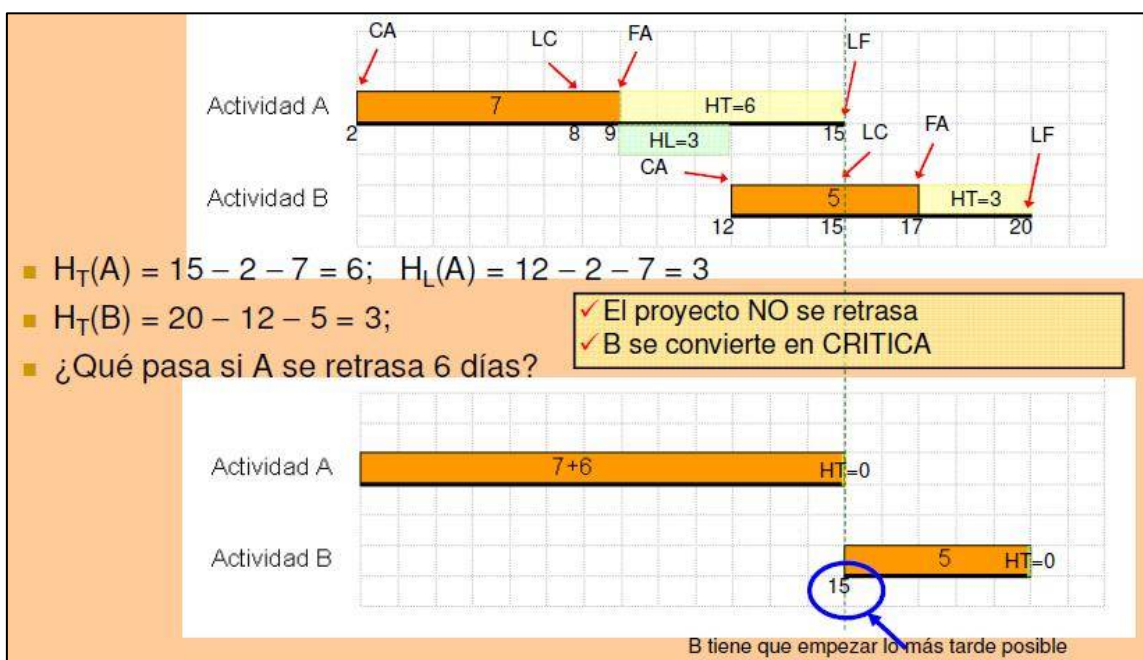 CA LC FA LF
Actividad A 7 HT=6
2 8 9 15
HL=3 LC FA LF
CA
Actividad B 5 HT=3
12 15 17 20
H_T(A) = 15 – 2 – 7 = 6; H_L(A) = 12 – 2 – 7 = 3
H_T(B) = 20 – 12 – 5 = 3;
✓ El proyecto NO se retrasa
✓ B se convierte en CRITICA
¿Qué pasa si A se retrasa 6 días?
Actividad A 7+6 HT=0
Actividad B 5 HT=0
15
B tiene que empezar lo más tarde posible